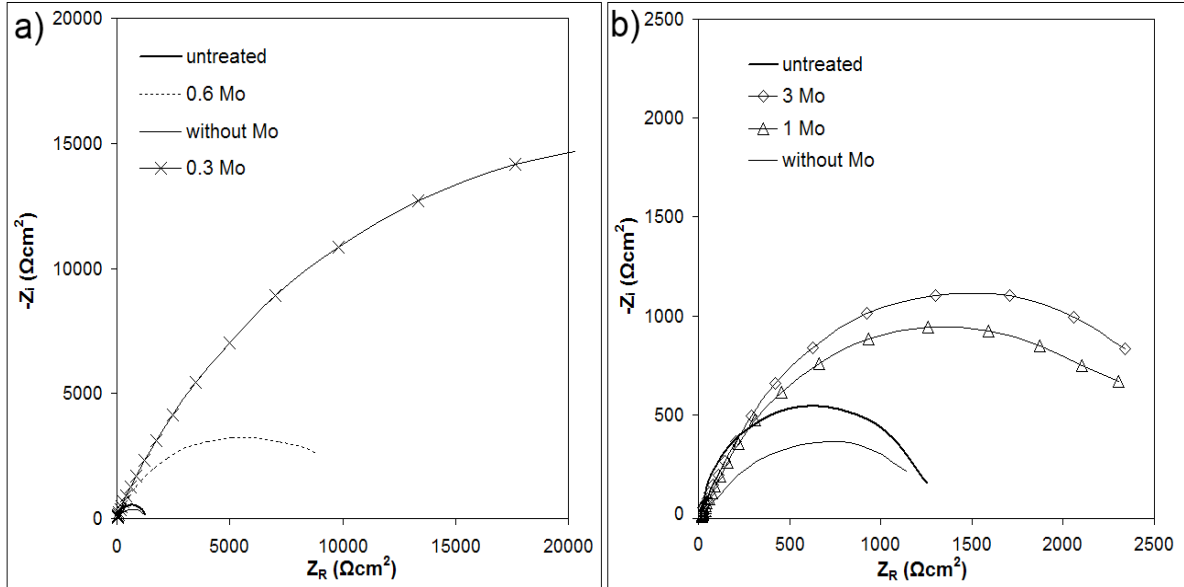 a)
untreated
0.6 Mo
without Mo
0.3 Mo
20000
15000
10000
5000
0
-Zi (Ωcm²)
0 5000 10000 15000 20000
ZR (Ωcm²)
b)
untreated
3 Mo
1 Mo
without Mo
2500
2000
1500
1000
500
0
-Zi (Ωcm²)
0 500 1000 1500 2000 2500
ZR (Ωcm²)